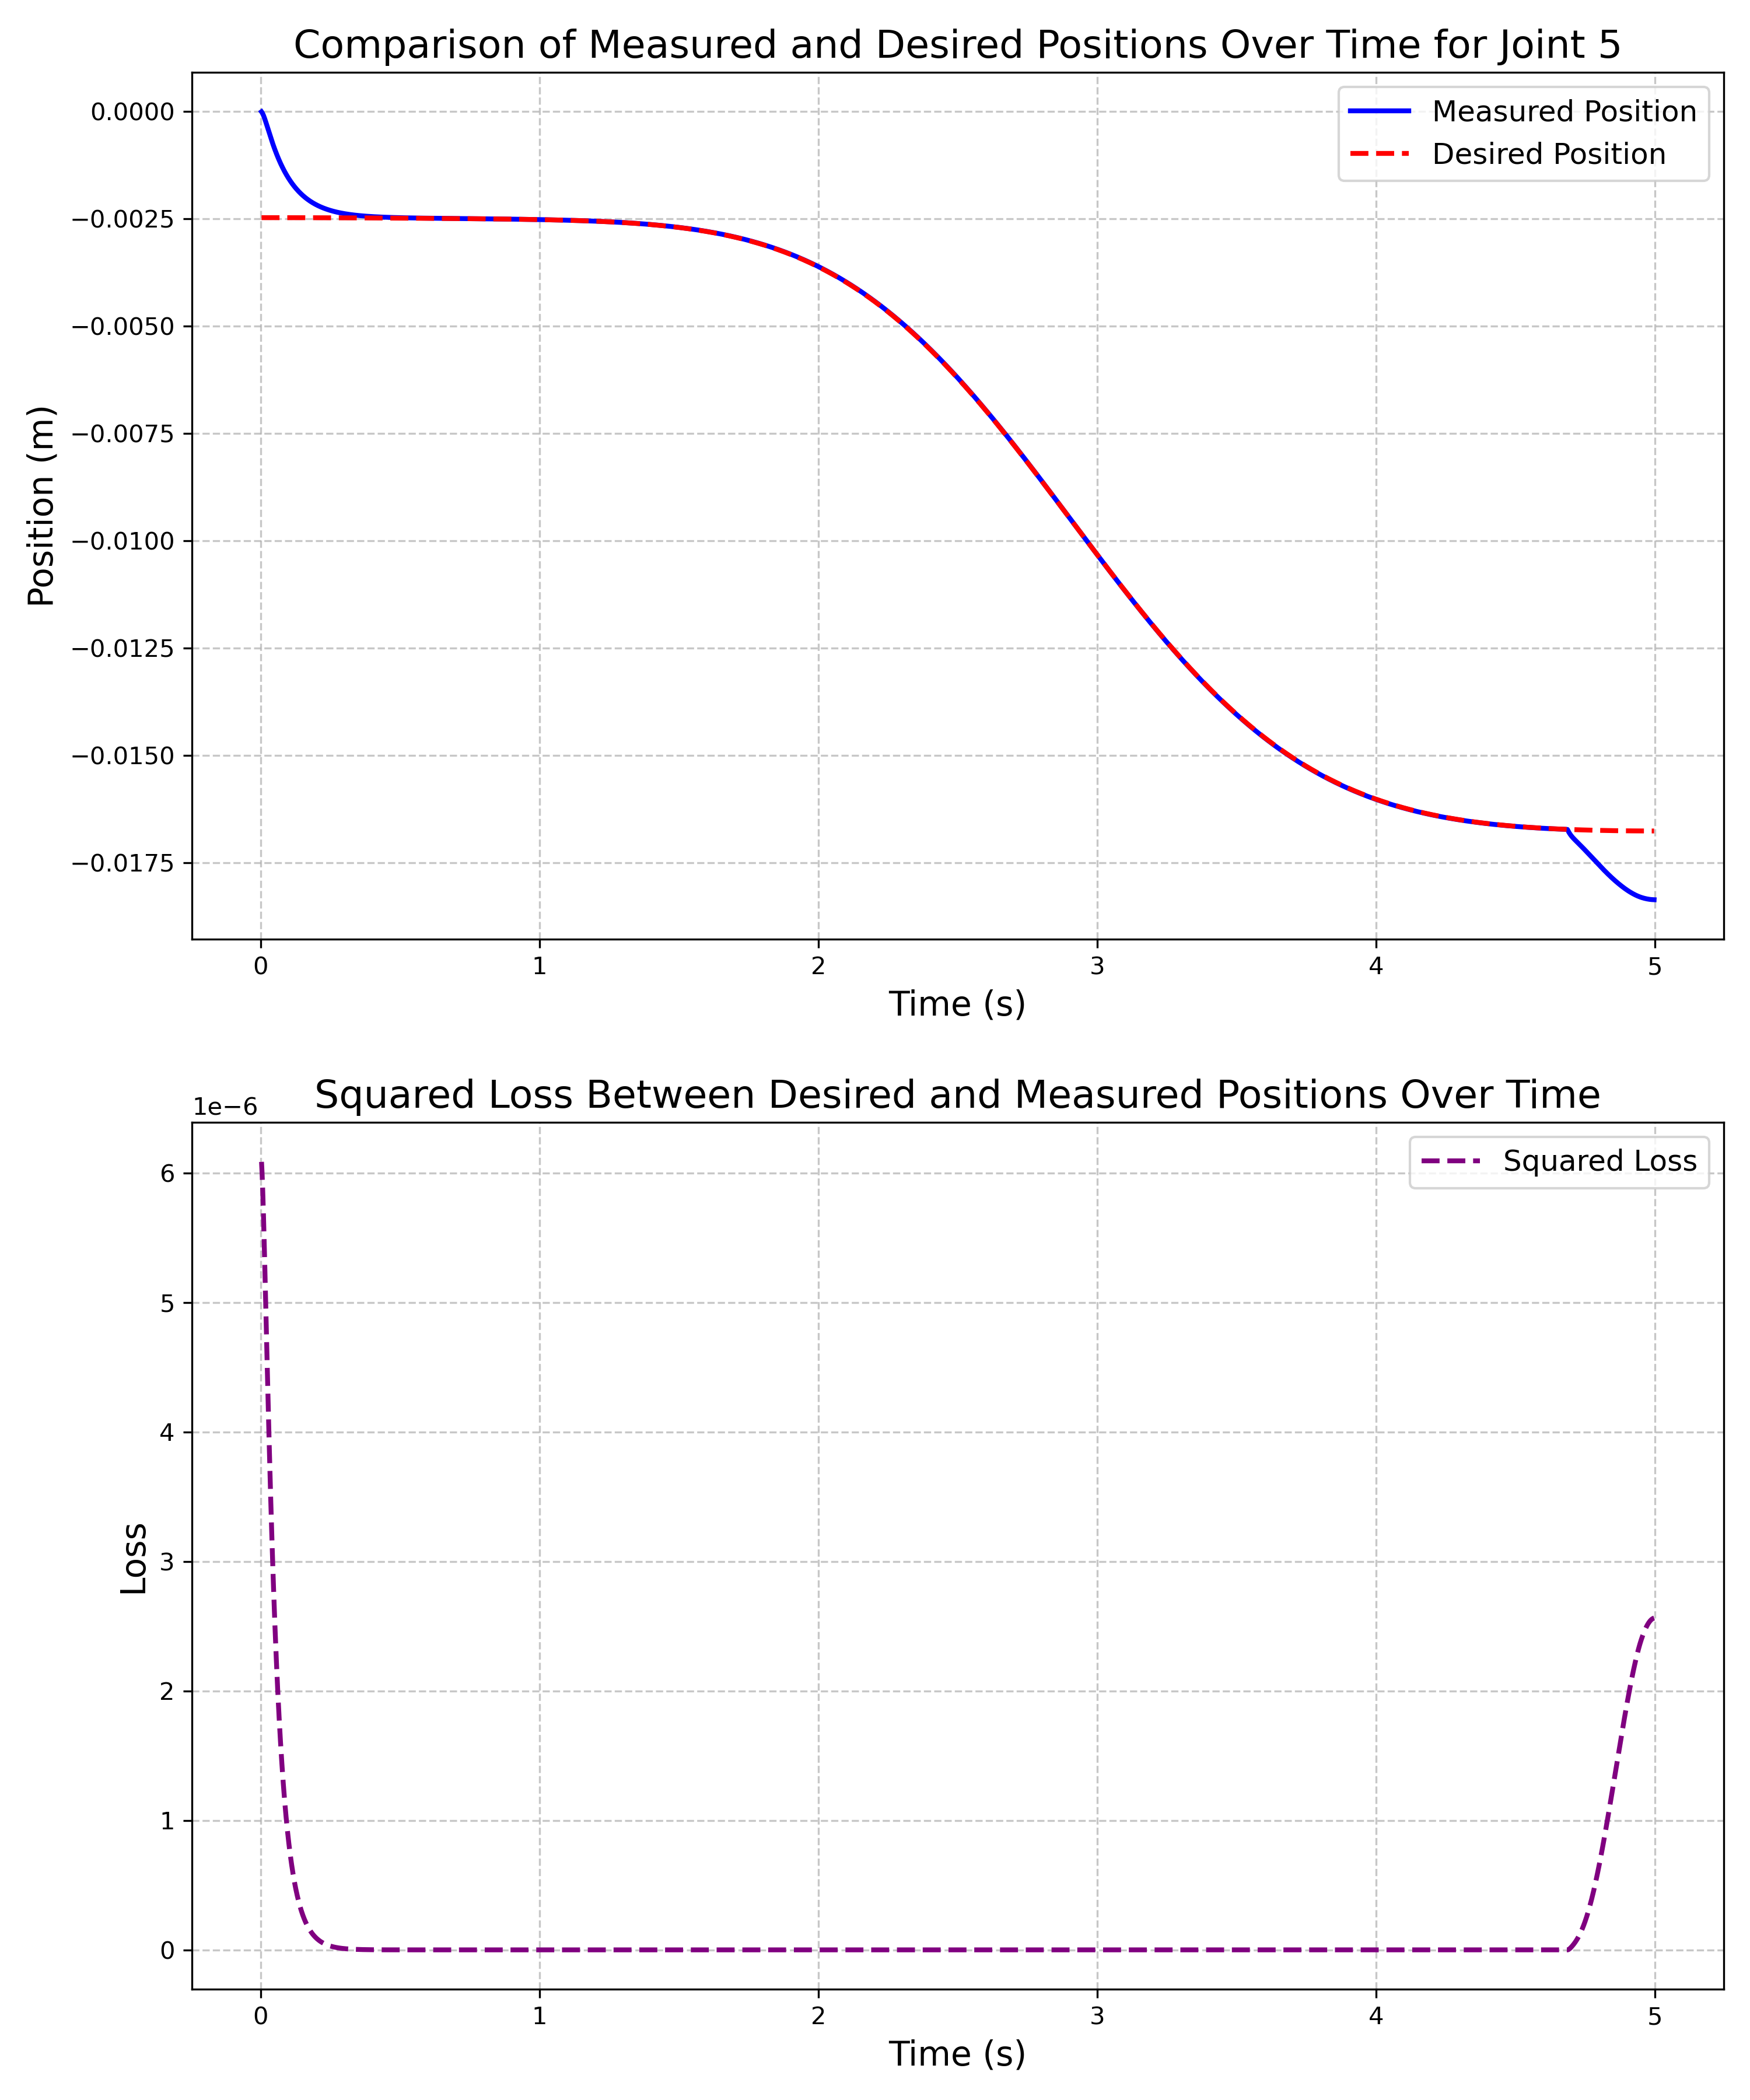 Comparison of Measured and Desired Positions Over Time for Joint 5
Measured Position
Desired Position
Position (m)
0.0000
−0.0025
−0.0050
−0.0075
−0.0100
−0.0125
−0.0150
−0.0175
0 1 2 3 4 5
Time (s)
Squared Loss Between Desired and Measured Positions Over Time
1e−6
Squared Loss
Loss
6
5
4
3
2
1
0
0 1 2 3 4 5
Time (s)